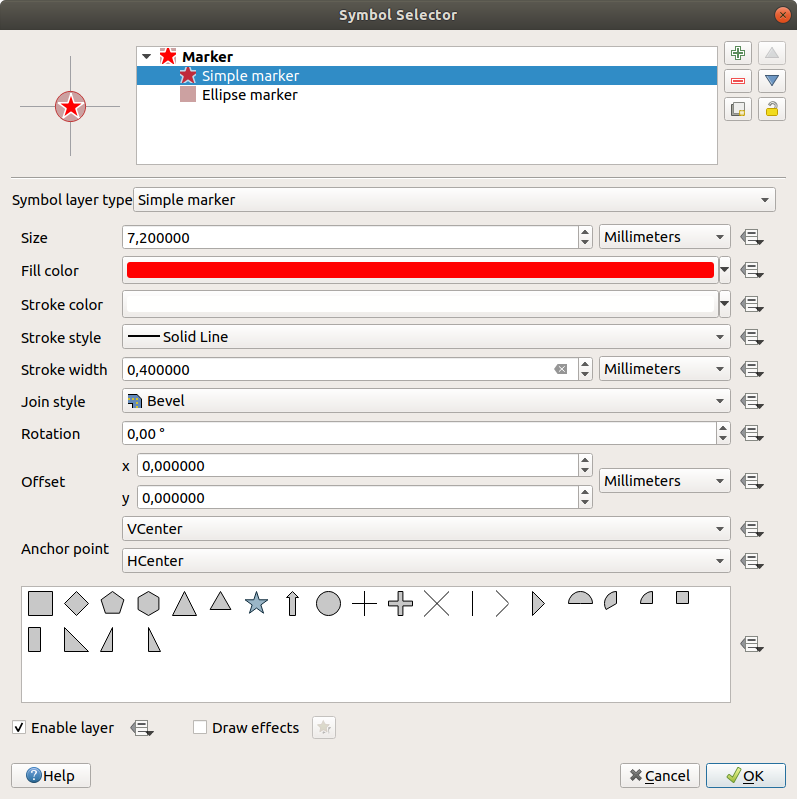 Symbol Selector
Marker
Simple marker
Ellipse marker
Symbol layer type Simple marker
Size 7,200000 Millimeters
Fill color
Stroke color
Stroke style Solid Line
Stroke width 0,400000 Millimeters
Join style Bevel
Rotation 0,00 °
Offset x 0,000000 Millimeters
y 0,000000
Anchor point VCenter
HCenter
Enable layer Draw effects
Help Cancel OK